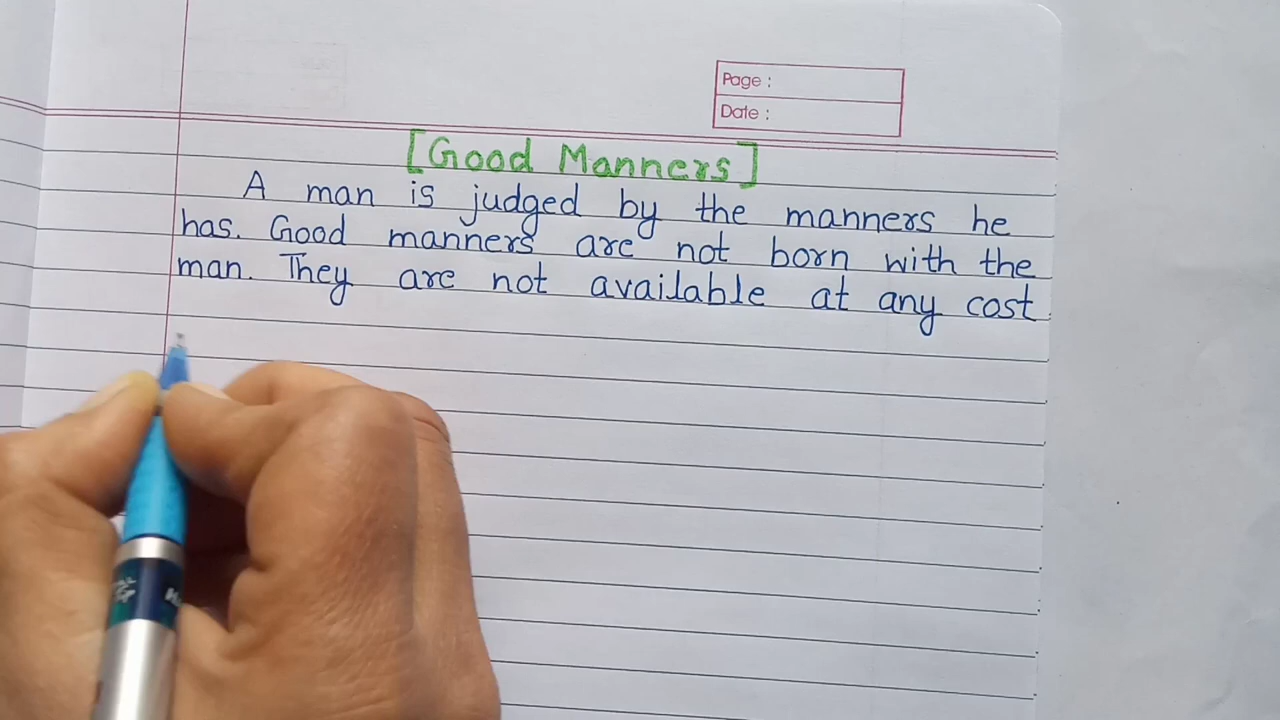 Page :
Date :
[Good Manners]
A man is judged by the manners he
has. Good manners are not born with the
man. They are not available at any cost